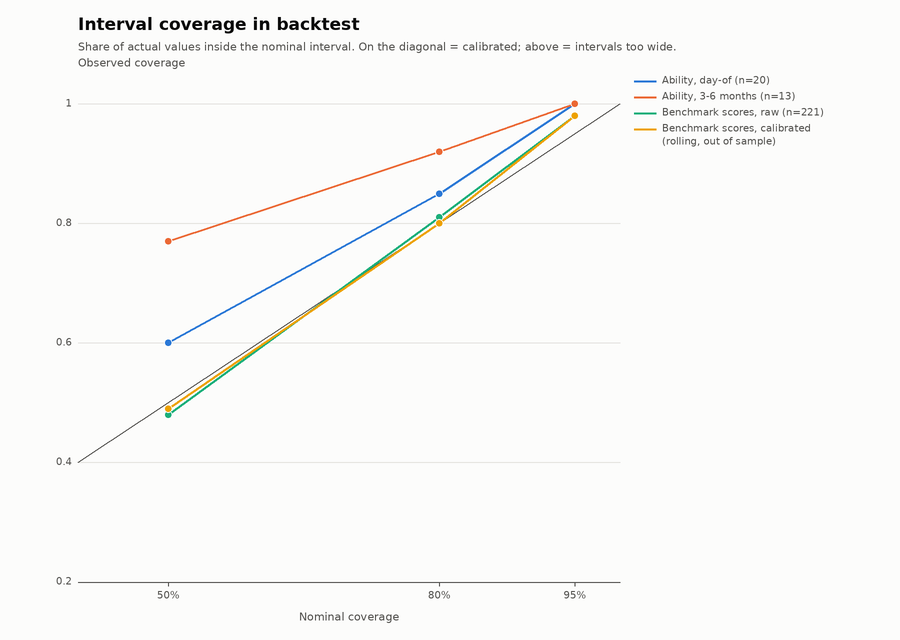 Interval coverage in backtest
Share of actual values inside the nominal interval. On the diagonal = calibrated; above = intervals too wide.
Observed coverage
Ability, day-of (n=20)
Ability, 3-6 months (n=13)
Benchmark scores, raw (n=221)
Benchmark scores, calibrated
(rolling, out of sample)
1
0.8
0.6
0.4
0.2
50%
80%
95%
Nominal coverage